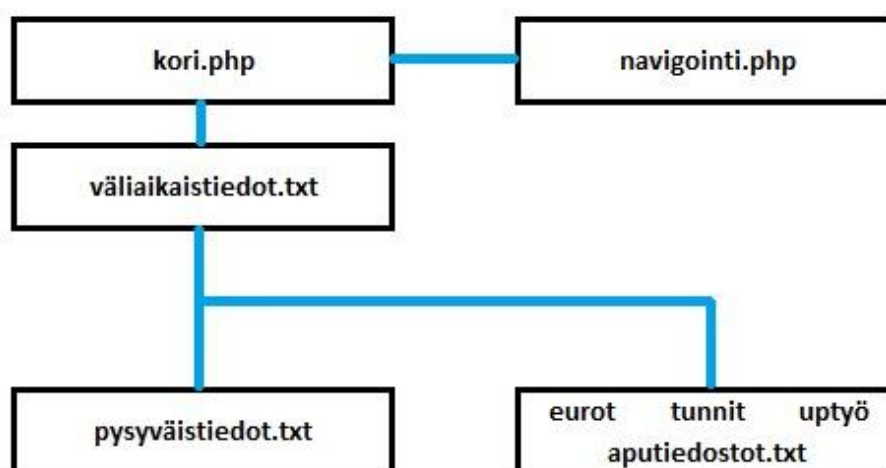 kori.php
navigointi.php
väliaikaistiedot.txt
pysyväistiedot.txt
eurot tunnit uptyö
aputiedostot.txt